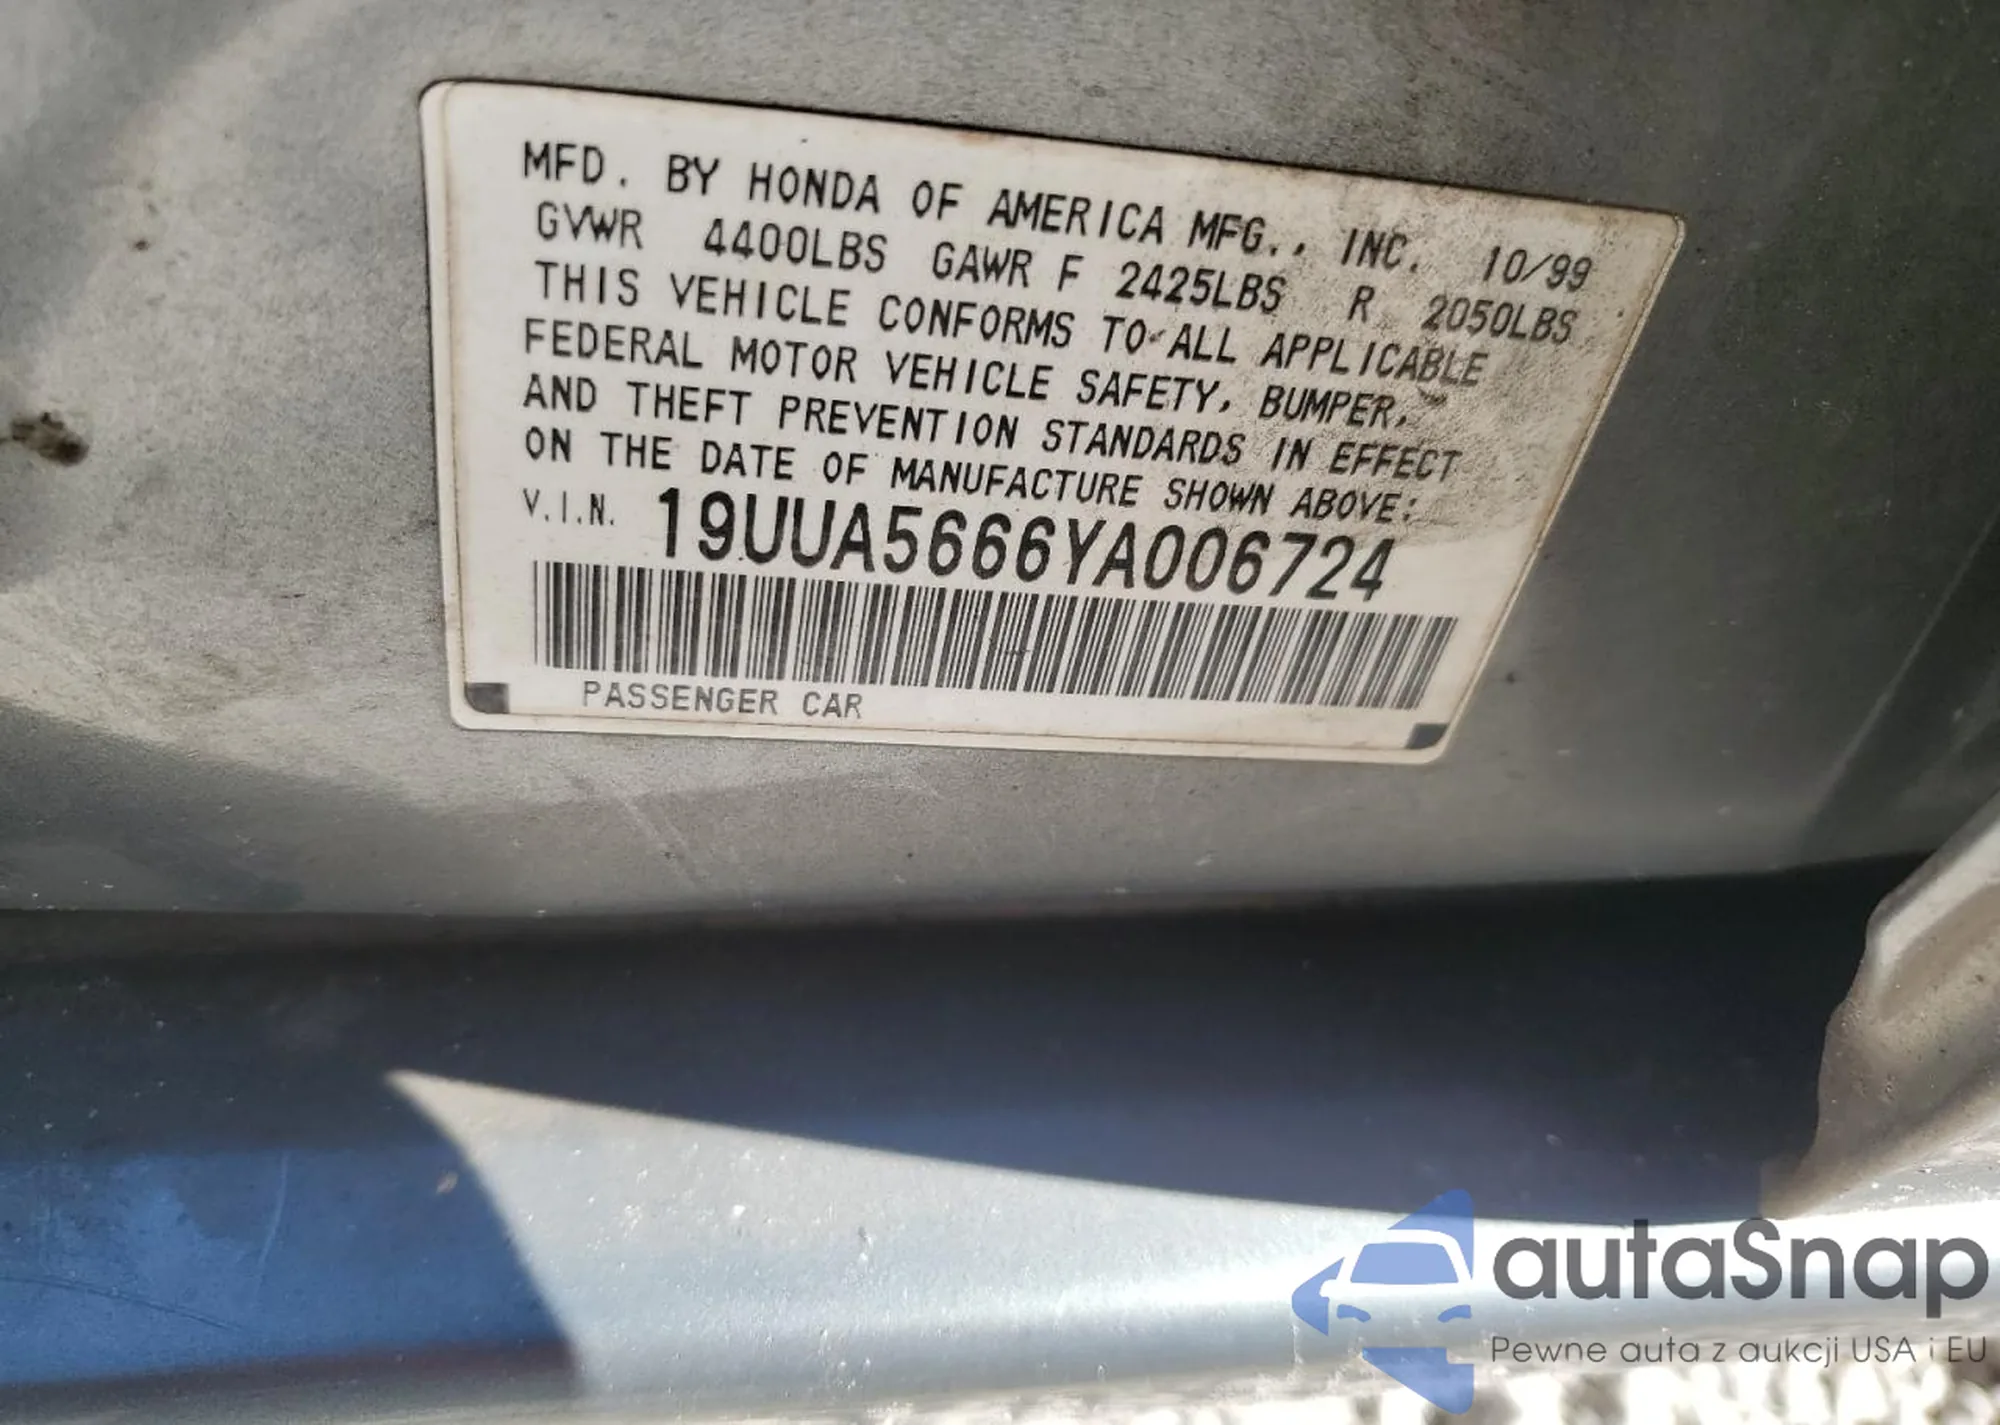 MFD. BY HONDA OF AMERICA MFG., INC. 10/99
GVWR 4400LBS GAWR F 2425LBS R 2050LBS
THIS VEHICLE CONFORMS TO ALL APPLICABLE
FEDERAL MOTOR VEHICLE SAFETY, BUMPER,
AND THEFT PREVENTION STANDARDS IN EFFECT
ON THE DATE OF MANUFACTURE SHOWN ABOVE:
V.I.N. 19UUA5666YA006724
PASSENGER CAR
autaSnap
Pewne auta z aukcji USA i EU